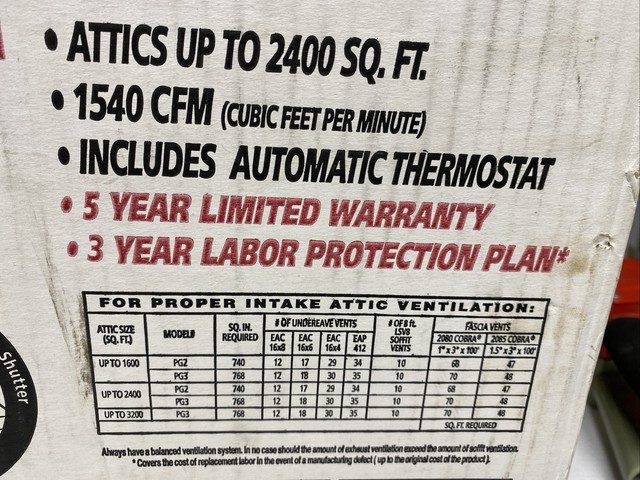 • ATTICS UP TO 2400 SQ. FT.
• 1540 CFM (CUBIC FEET PER MINUTE)
• INCLUDES AUTOMATIC THERMOSTAT
• 5 YEAR LIMITED WARRANTY
• 3 YEAR LABOR PROTECTION PLAN*
FOR PROPER INTAKE ATTIC VENTILATION:
ATTIC SIZE (SQ. FT.) MODEL# SQ. IN. REQUIRED # OF UNDEREAVE VENTS # OF 8 ft. LSV8 SOFFIT VENTS FASCIA VENTS
EAC 16x8 EAC 16x6 EAC 16x4 EAP 412 2080 COBRA® 2085 COBRA®
1" x 3" x 100' 1.5" x 3" x 100'
UP TO 1600 PG2 740 12 17 29 34 10 68 47
PG3 768 12 18 30 35 10 70 48
UP TO 2400 PG2 740 12 17 29 34 10 68 47
PG3 768 12 18 30 35 10 70 48
UP TO 3200 PG3 768 12 18 30 35 10 70 48
SQ. FT. REQUIRED
Always have a balanced ventilation system. In no case should the amount of exhaust ventilation exceed the amount of soffit ventilation.
* Covers the cost of replacement labor in the event of a manufacturing defect ( up to the original cost of the product ).
Shutter